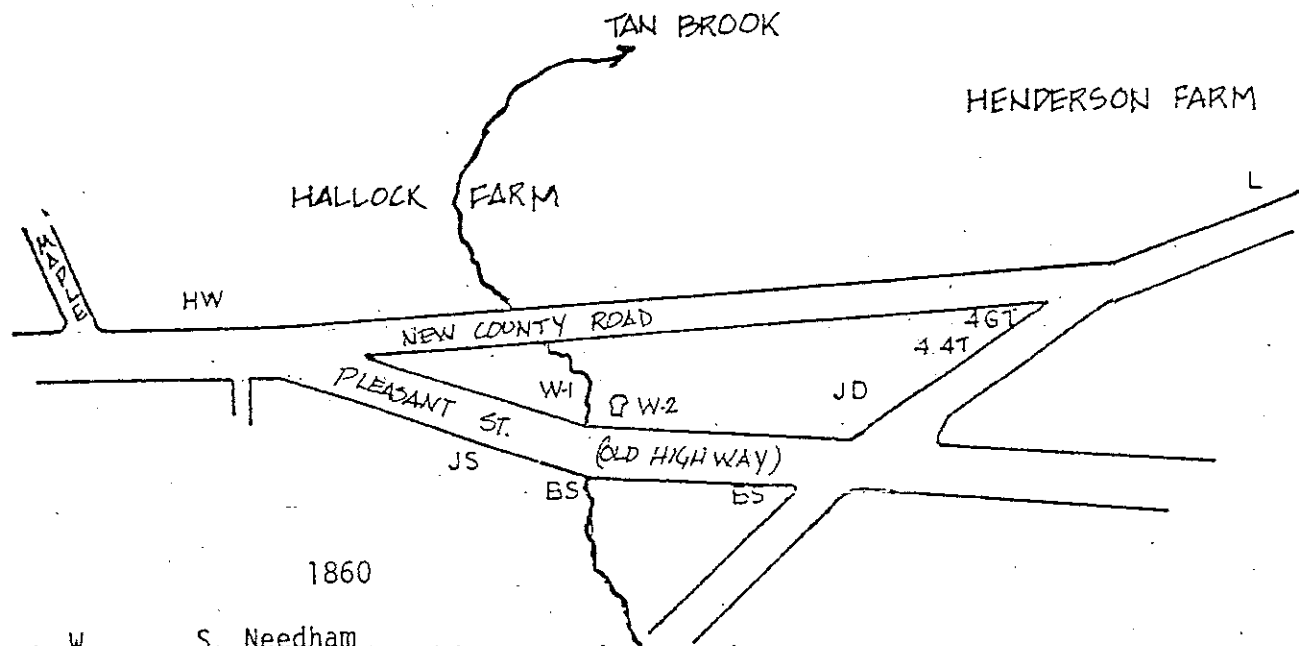 TAN BROOK
HENDERSON FARM
HALLOCK FARM
L
MAPLE
HW
NEW COUNTY ROAD
4GT
4.4T
PLEASANT ST.
W-1
W-2
JD
(OLD HIGHWAY)
JS
BS
BS
1860
W S. Needham